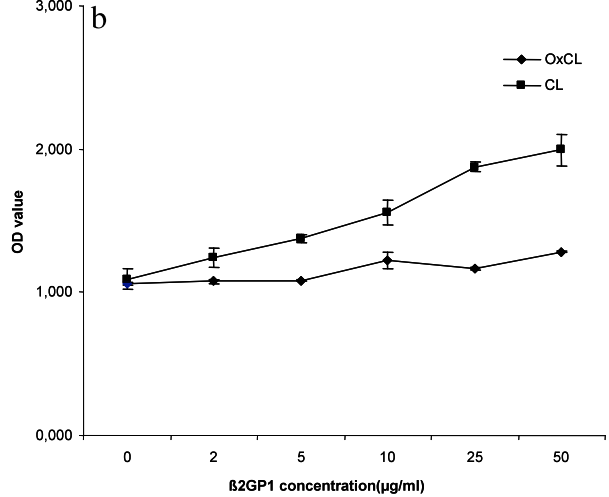 b
3,000
OxCL
CL
2,000
1,000
0,000
OD value
0 2 5 10 25 50
ß2GP1 concentration(µg/ml)